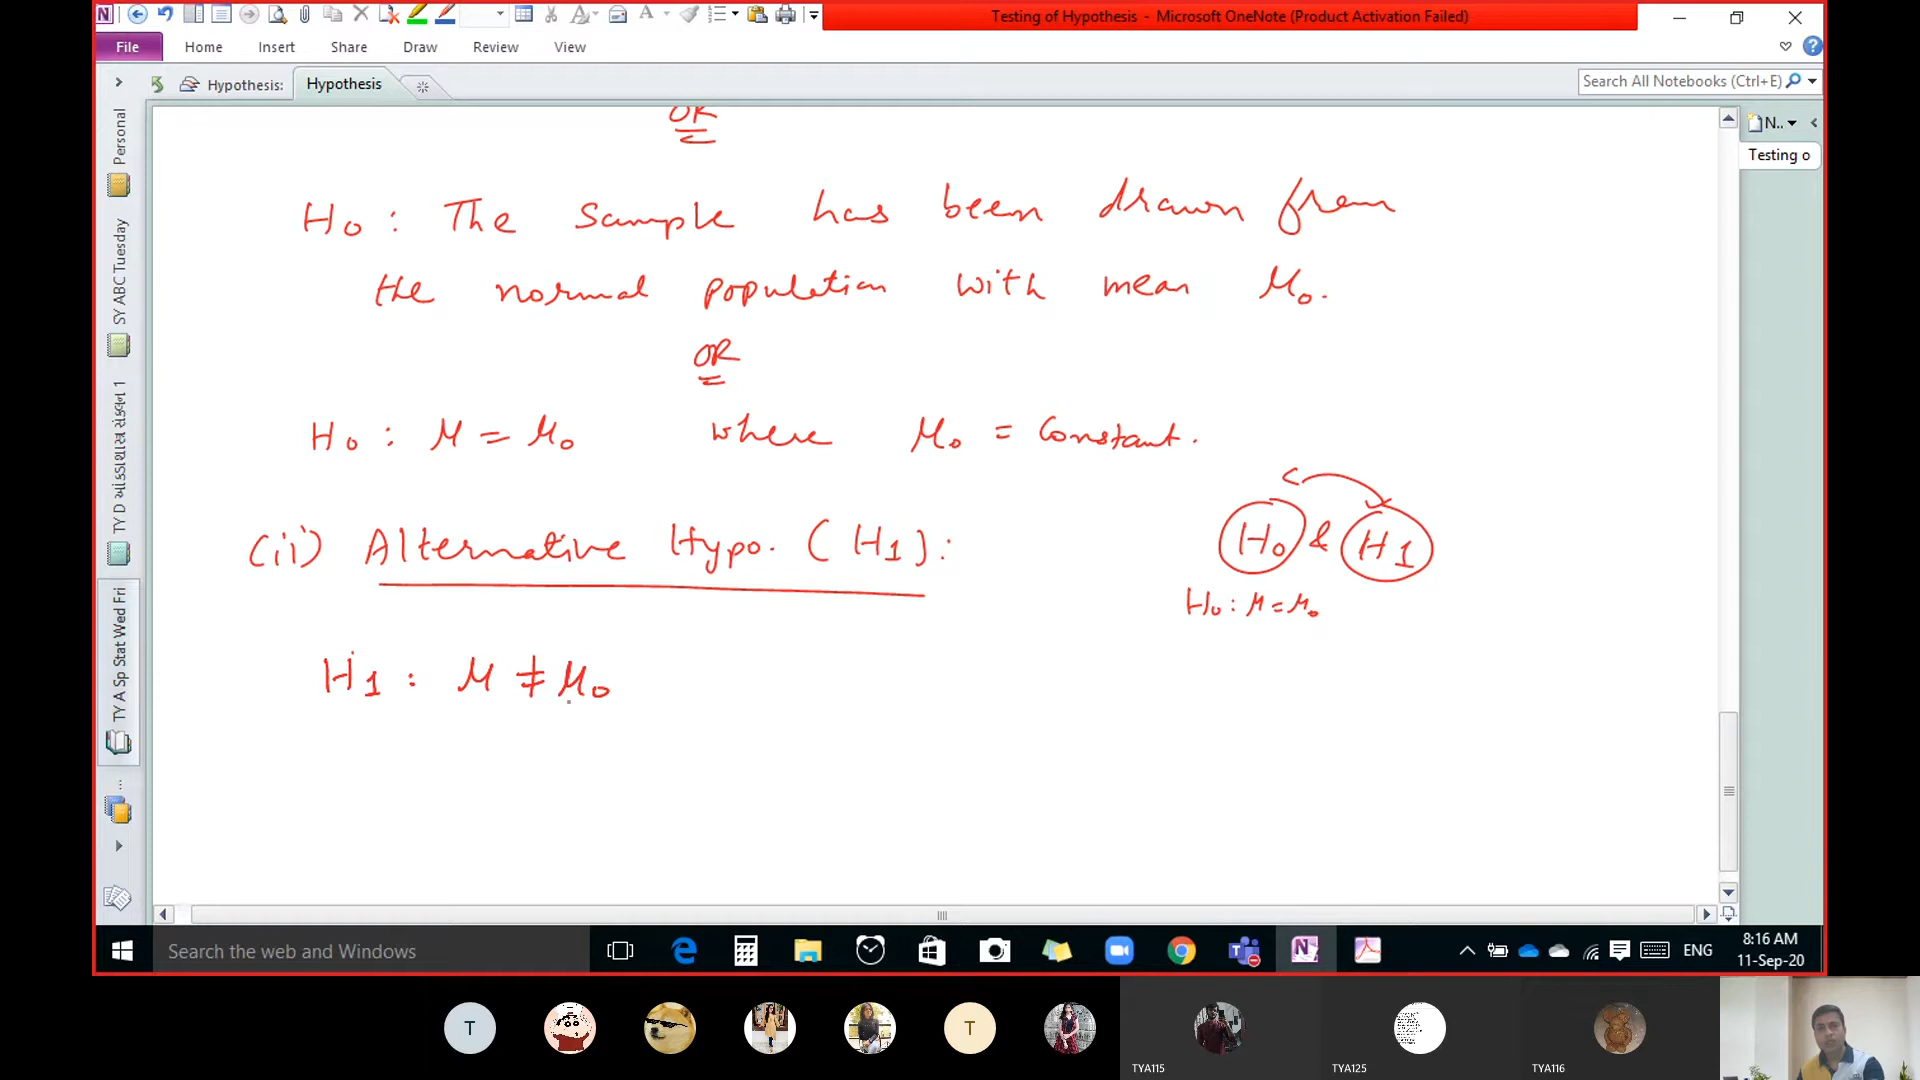 Testing of Hypothesis - Microsoft OneNote (Product Activation Failed)
File Home Insert Share Draw Review View
Hypothesis: Hypothesis
Search All Notebooks (Ctrl+E)
N..
Testing o
Personal
SY ABC Tuesday
TY A Sp Stat Wed Fri
OR
H0 : The Sample has been drawn from
the normal population with mean μ0.
OR
H0 : μ = μ0 where μ0 = Constant.
(ii) Alternative Hypo. (H1):
H0 & H1
H0 : μ = μ0
H1 : μ ≠ μ0
Search the web and Windows
ENG
8:16 AM
11-Sep-20
T
T
TYA115
TYA125
TYA116